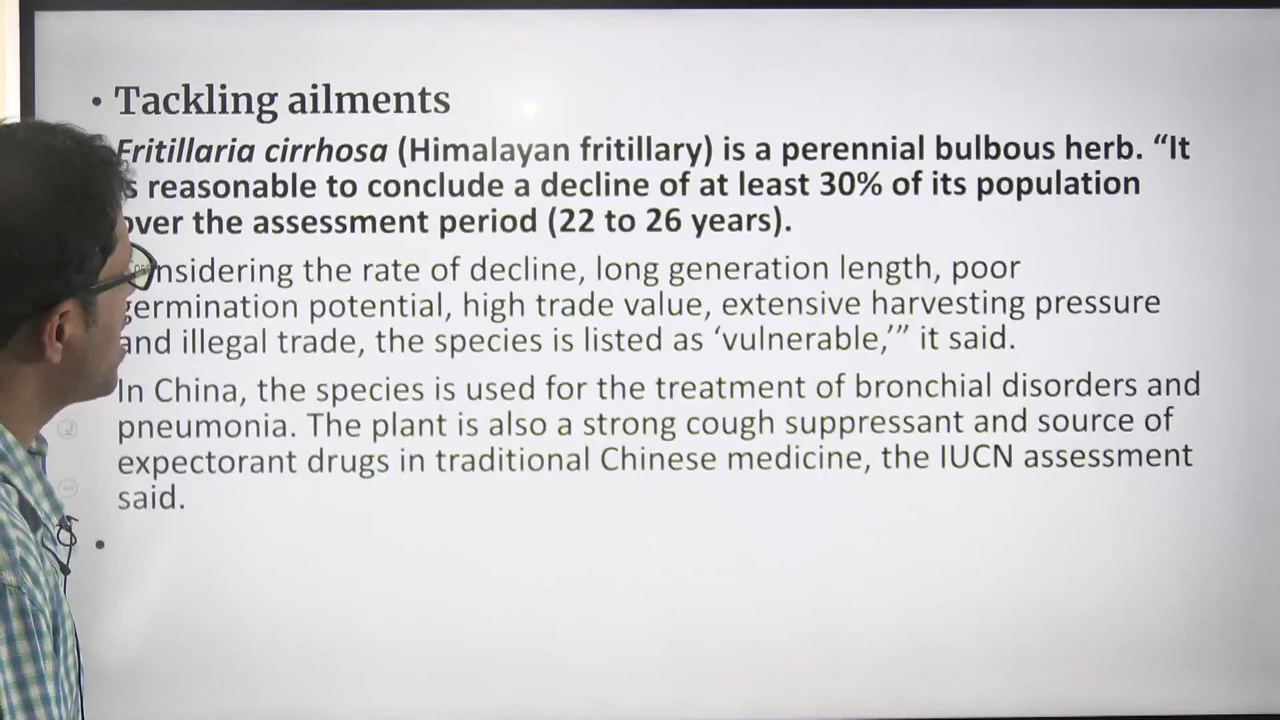 • Tackling ailments
Fritillaria cirrhosa (Himalayan fritillary) is a perennial bulbous herb. “It
is reasonable to conclude a decline of at least 30% of its population
over the assessment period (22 to 26 years).
nsidering the rate of decline, long generation length, poor
germination potential, high trade value, extensive harvesting pressure
and illegal trade, the species is listed as ‘vulnerable,’” it said.
In China, the species is used for the treatment of bronchial disorders and
pneumonia. The plant is also a strong cough suppressant and source of
expectorant drugs in traditional Chinese medicine, the IUCN assessment
said.
•